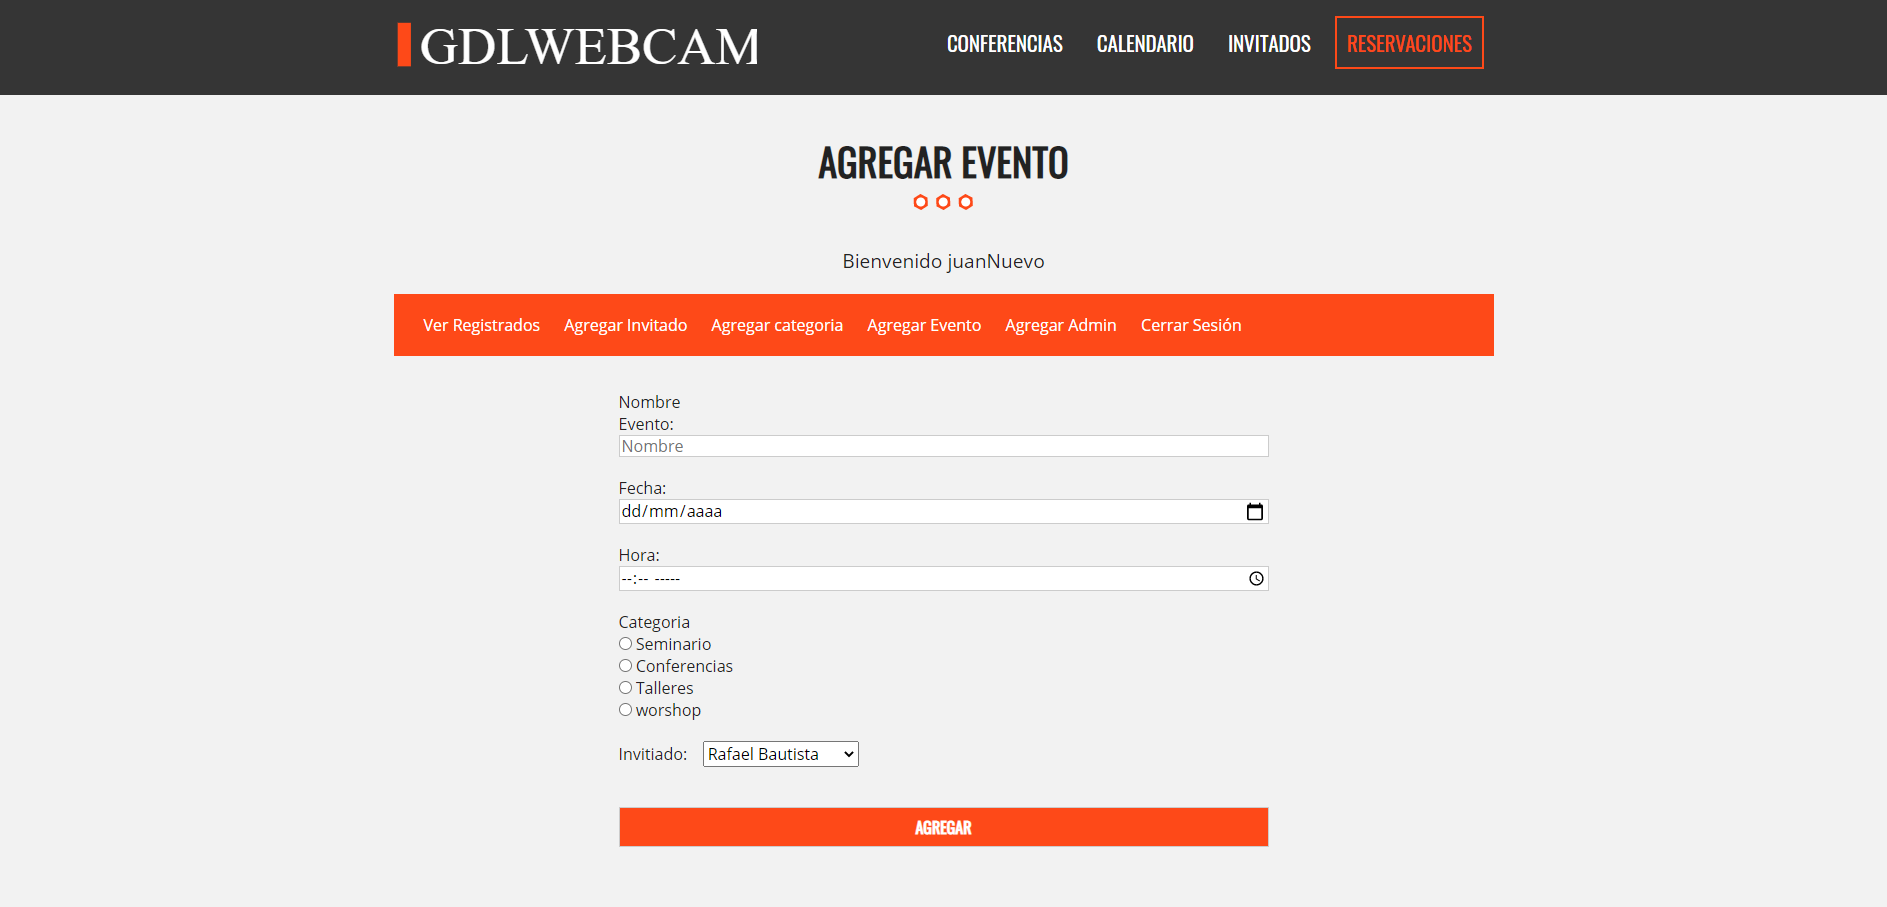 GDLWEBCAM
CONFERENCIAS CALENDARIO INVITADOS RESERVACIONES
AGREGAR EVENTO
Bienvenido juanNuevo
Ver Registrados Agregar Invitado Agregar categoria Agregar Evento Agregar Admin Cerrar Sesión
Nombre
Evento:
Nombre
Fecha:
dd/mm/aaaa
Hora:
--:-- -----
Categoria
Seminario
Conferencias
Talleres
worshop
Invitiado: Rafael Bautista
AGREGAR